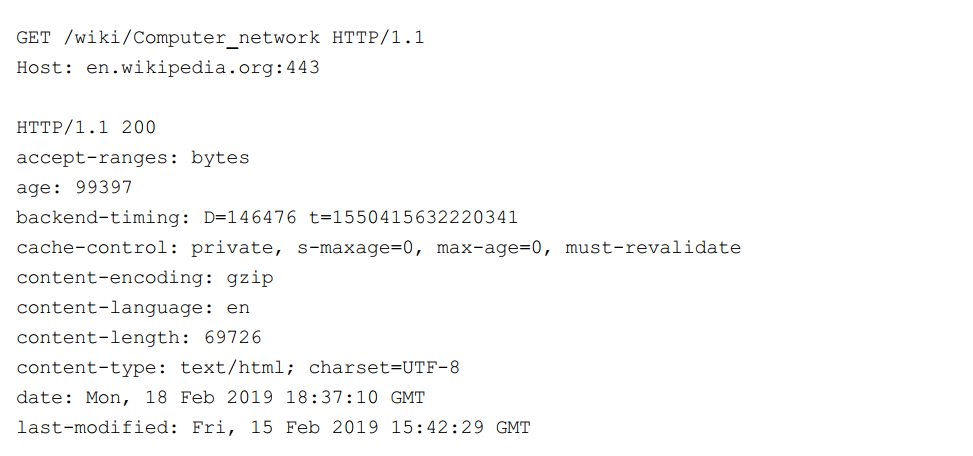 GET /wiki/Computer_network HTTP/1.1
Host: en.wikipedia.org:443
HTTP/1.1 200
accept-ranges: bytes
age: 99397
backend-timing: D=146476 t=1550415632220341
cache-control: private, s-maxage=0, max-age=0, must-revalidate
content-encoding: gzip
content-language: en
content-length: 69726
content-type: text/html; charset=UTF-8
date: Mon, 18 Feb 2019 18:37:10 GMT
last-modified: Fri, 15 Feb 2019 15:42:29 GMT